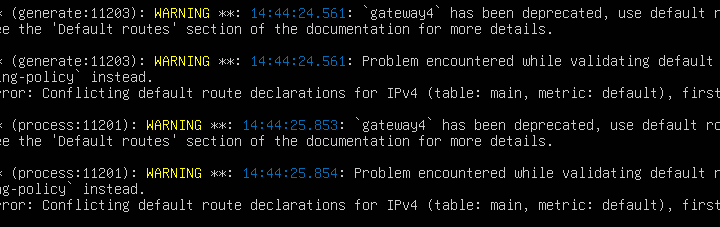 (generate:11203): WARNING **: 14:44:24.561: `gateway4` has been deprecated, use default
ee the 'Default routes' section of the documentation for more details.
(generate:11203): WARNING **: 14:44:24.561: Problem encountered while validating default
ng-policy` instead.
ror: Conflicting default route declarations for IPv4 (table: main, metric: default), first
(process:11201): WARNING **: 14:44:25.853: `gateway4` has been deprecated, use default
ee the 'Default routes' section of the documentation for more details.
(process:11201): WARNING **: 14:44:25.854: Problem encountered while validating default
ng-policy` instead.
ror: Conflicting default route declarations for IPv4 (table: main, metric: default), first